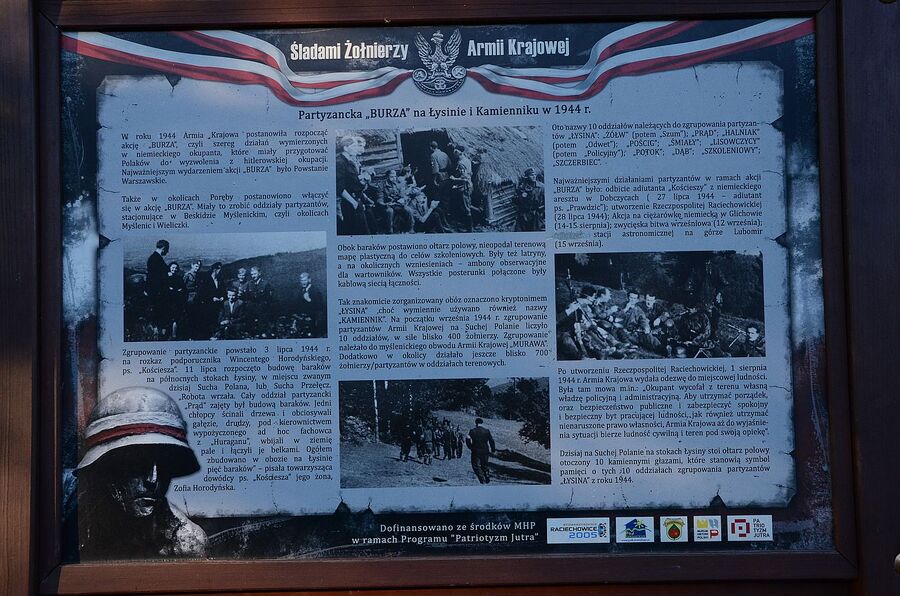 Śladami Żołnierzy Armii Krajowej
Partyzancka „BURZA" na Łysinie i Kamienniku w 1944 r.
W roku 1944 Armia „Krajowa postanowiła rozpocząć
akcję „BURZA", czyli szereg działań wymierzonych
w niemieckiego okupanta, które miały przygotować
Polaków do wyzwolenia z hitlerowskiej okupacji.
Najważniejszym wydarzeniem akcji „BURZA" było Powstanie
Warszawskie.
Także w okolicach Poręby postanowiono włączyć
się w akcję „BURZA". Miały to zrobić oddziały partyzantów,
stacjonujące w Beskidzie Myślenickim, czyli okolicach
Myślenic i Wieliczki.
Zgrupowanie partyzanckie powstało 3 lipca 1944 r.
na rozkaz podporucznika Wincentego Horodyńskiego,
ps. „Kościesza". 11 lipca rozpoczęto budowę baraków
na północnych stokach Łysiny, w miejscu zwanym
dzisiaj Sucha Polana, lub Sucha Przełęcz.
„Robota wrzała. Cały oddział partyzancki
"Prąd" zajęty był budową baraków. Jedni
chłopcy ścinali drzewa i obciosywali
gałęzie, drudzy, pod kierownictwem
wypożyczonego ad hoc fachowca
z „Huraganu", wbijali w ziemię
pale i łączyli je belkami. Ogółem
zbudowano w obozie na Łysinie
pięć baraków" – pisała towarzysząca
dowódcy ps. „Kościesza" jego żona,
Zofia Horodyńska.
Obok baraków postawiono ołtarz polowy, nieopodal terenową
mapę plastyczną do celów szkoleniowych. Były też latryny,
a na okolicznych wzniesieniach – ambony obserwacyjne
dla wartowników. Wszystkie posterunki połączone były
kablową siecią łączności.
Tak znakomicie zorganizowany obóz oznaczono kryptonimem
„ŁYSINA" ,choć wymiennie używano również nazwy
„KAMIENNIK". Na początku września 1944 r. zgrupowanie
partyzantów Armii Krajowej na Suchej Polanie liczyło
10 oddziałów, w sile blisko 400 żołnierzy. Zgrupowanie
należało do myślenickiego obwodu Armii Krajowej „MURAWA".
Dodatkowo w okolicy działało jeszcze blisko 700
żołnierzy/partyzantów w oddziałach terenowych.
Oto nazwy 10 oddziałów należących do zgrupowania partyzan-
tów „ŁYSINA": „ŻÓŁW" (potem „Szum"); „PRĄD"; „HALNIAK"
(potem „Odwet"); „POŚCIG"; „ŚMIAŁY"; „LISOWCZYCY"
(potem „Policyjny"); „POTOK"; „DĄB"; „SZKOLENIOWY";
„SZCZERBIEC".
Najważniejszymi działaniami partyzantów w ramach akcji
„BURZA" było: odbicie adiutanta „Kościeszy" z niemieckiego
aresztu w Dobczycach ( 27 lipca 1944 – adiutant
ps. „Prawdzic"); utworzenie Rzeczpospolitej Raciechowickiej
(28 lipca 1944); Akcja na ciężarówkę niemiecką w Glichowie
(14-15 sierpnia); zwycięska bitwa wrześniowa (12 września);
stacji astronomicznej na górze Lubomir
(15 września).
Po utworzeniu Rzeczpospolitej Raciechowickiej, 1 sierpnia
1944 r. Armia Krajowa wydała odezwę do miejscowej ludności.
Była tam mowa m.in.: „Okupant wycofał z terenu własną
władzę policyjną i administracyjną. Aby utrzymać porządek,
oraz bezpieczeństwo publiczne i zabezpieczyć spokojny
i bezpieczny byt pracującej ludności, jak również utrzymać
nienaruszone prawo własności, Armia Krajowa aż do wyjaśnie-
nia sytuacji bierze ludność cywilną i teren pod swoją opiekę".
Dzisiaj na Suchej Polanie na stokach Łysiny stoi ołtarz polowy,
otoczony 10 kamiennymi głazami, które stanowią symbol
pamięci o tych 10 oddziałach zgrupowania partyzantów
„ŁYSINA" z roku 1944.
Dofinansowano ze środków MHP
w ramach Programu "Patriotyzm Jutra"
RACIECHOWICE
2005
PA
TRIO
TYZM
JUTRA